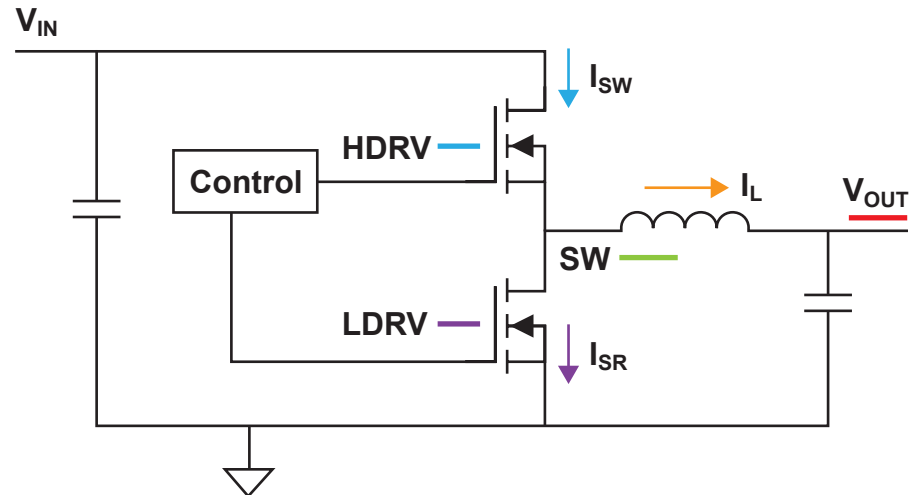 VIN
ISW
HDRV
Control
IL
VOUT
SW
LDRV
ISR